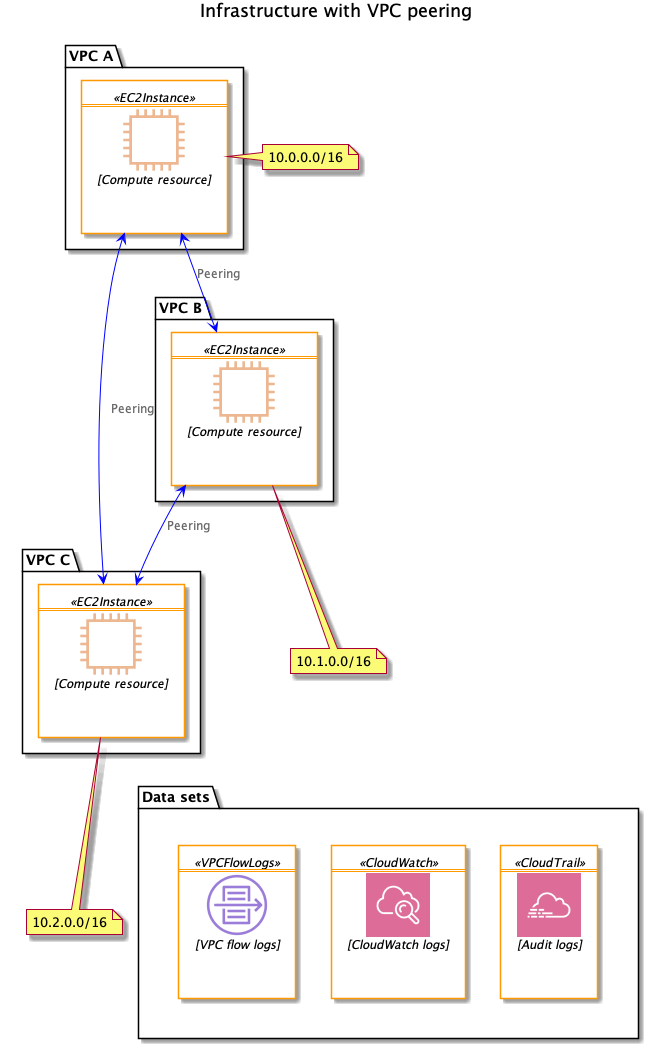 Infrastructure with VPC peering
VPC A
«EC2Instance»
[Compute resource]
10.0.0.0/16
Peering
VPC B
«EC2Instance»
[Compute resource]
Peering
Peering
VPC C
«EC2Instance»
[Compute resource]
10.1.0.0/16
Data sets
«VPCFlowLogs»
[VPC flow logs]
«CloudWatch»
[CloudWatch logs]
«CloudTrail»
[Audit logs]
10.2.0.0/16